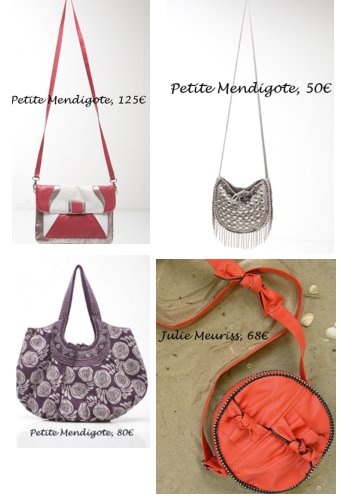 Petite Mendigote, 125€
Petite Mendigote, 50€
Petite Mendigote, 80€
Julie Meuriss, 68€